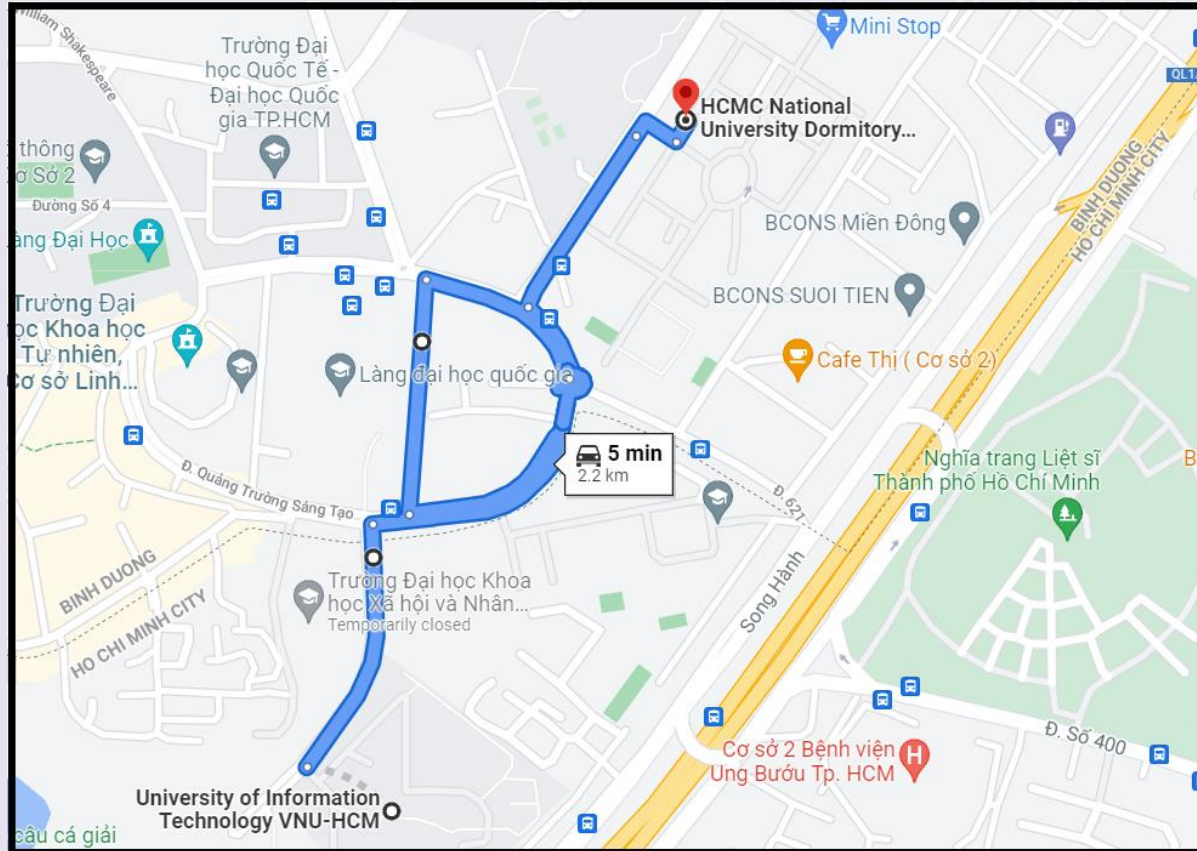 William Shakespeare
Trường Đại
học Quốc Tế -
Đại học Quốc
gia TP.HCM
Mini Stop
QL1A
HCMC National
University Dormitory...
thông
Sở 2
Đường Số 4
BINH DUONG
HO CHI MINH CITY
àng Đại Học
BCONS Miền Đông
BCONS SUOI TIEN
Trường Đại
ọc Khoa học
Tự nhiên,
Cơ sở Linh...
Làng đại học quốc gia
Cafe Thị ( Cơ sở 2)
5 min
2.2 km
Nghĩa trang Liệt sĩ
Thành phố Hồ Chí Minh
B
Đ. Quảng Trường Sáng Tạo
Đ. 621
Song Hành
BINH DUONG
HO CHI MINH CITY
Trường Đại học Khoa
học Xã hội và Nhân...
Temporarily closed
Đ. Số 400
Cơ sở 2 Bệnh viện
Ung Bướu Tp. HCM
H
University of Information
Technology VNU-HCM
câu cá giải